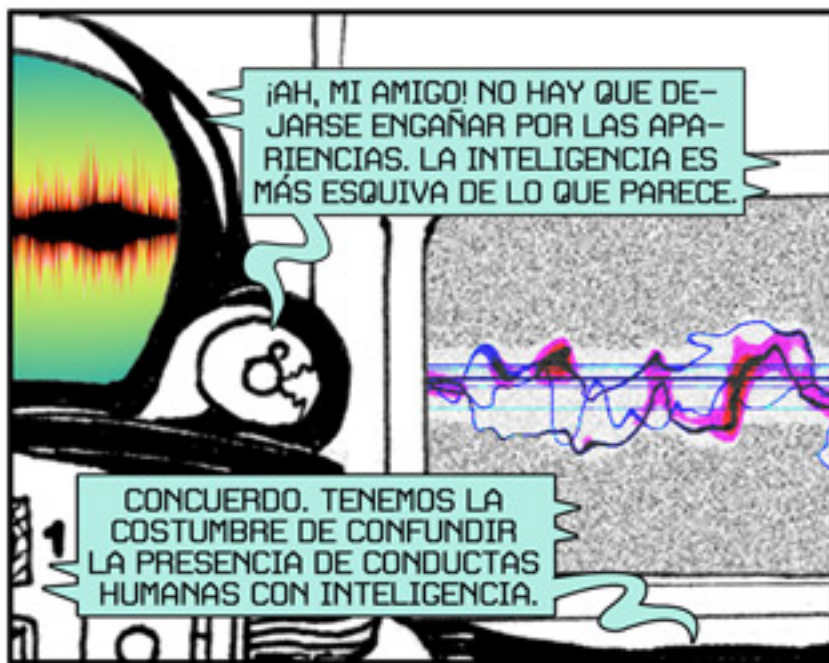 ¡AH, MI AMIGO! NO HAY QUE DE-
JARSE ENGAÑAR POR LAS APA-
RIENCIAS. LA INTELIGENCIA ES
MÁS ESQUIVA DE LO QUE PARECE.
1
CONCUERDO. TENEMOS LA
COSTUMBRE DE CONFUNDIR
LA PRESENCIA DE CONDUCTAS
HUMANAS CON INTELIGENCIA.